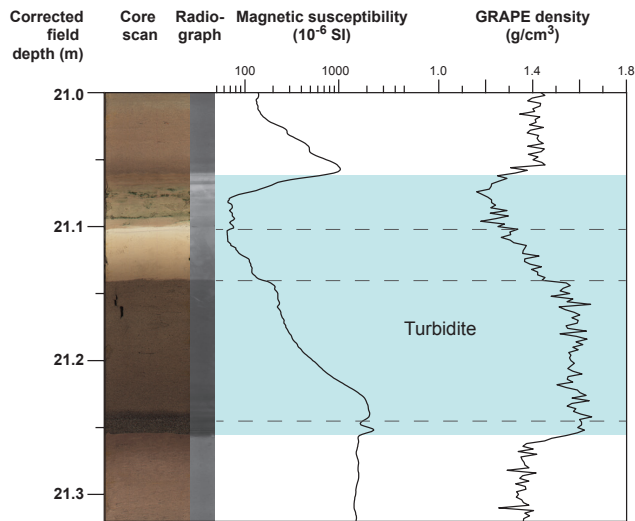 Corrected field depth (m)
Core scan
Radio-
graph
Magnetic susceptibility
(10⁻⁶ SI)
GRAPE density
(g/cm³)
100
1000
1.0
1.4
1.8
21.0
21.1
21.2
21.3
Turbidite